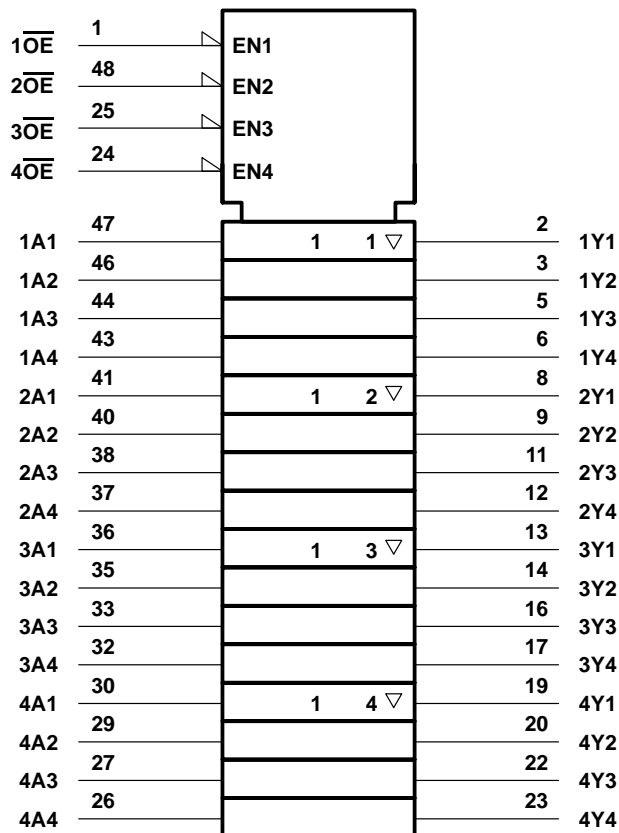 1O̅E̅ 1 EN1
2O̅E̅ 48 EN2
3O̅E̅ 25 EN3
4O̅E̅ 24 EN4
1A1 47 1 1 ▽ 2 1Y1
1A2 46 3 1Y2
1A3 44 5 1Y3
1A4 43 6 1Y4
2A1 41 1 2 ▽ 8 2Y1
2A2 40 9 2Y2
2A3 38 11 2Y3
2A4 37 12 2Y4
3A1 36 1 3 ▽ 13 3Y1
3A2 35 14 3Y2
3A3 33 16 3Y3
3A4 32 17 3Y4
4A1 30 1 4 ▽ 19 4Y1
4A2 29 20 4Y2
4A3 27 22 4Y3
4A4 26 23 4Y4